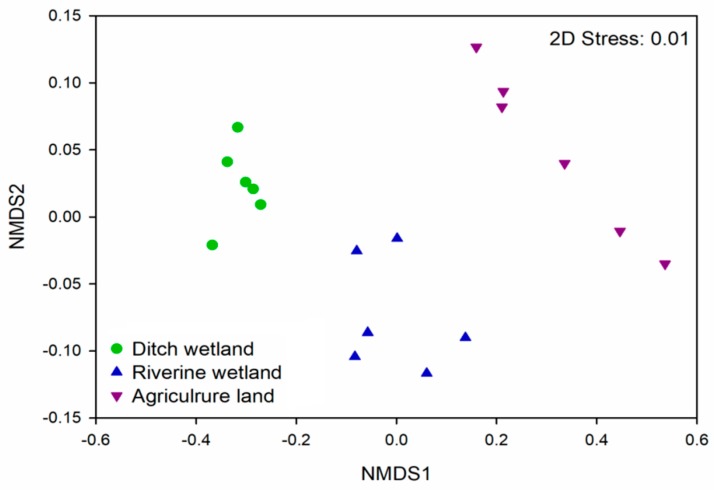 0.15
2D Stress: 0.01
0.10
0.05
0.00
NMDS2
-0.05
-0.10
-0.15
Ditch wetland
Riverine wetland
Agriculrure land
-0.6 -0.4 -0.2 0.0 0.2 0.4 0.6
NMDS1